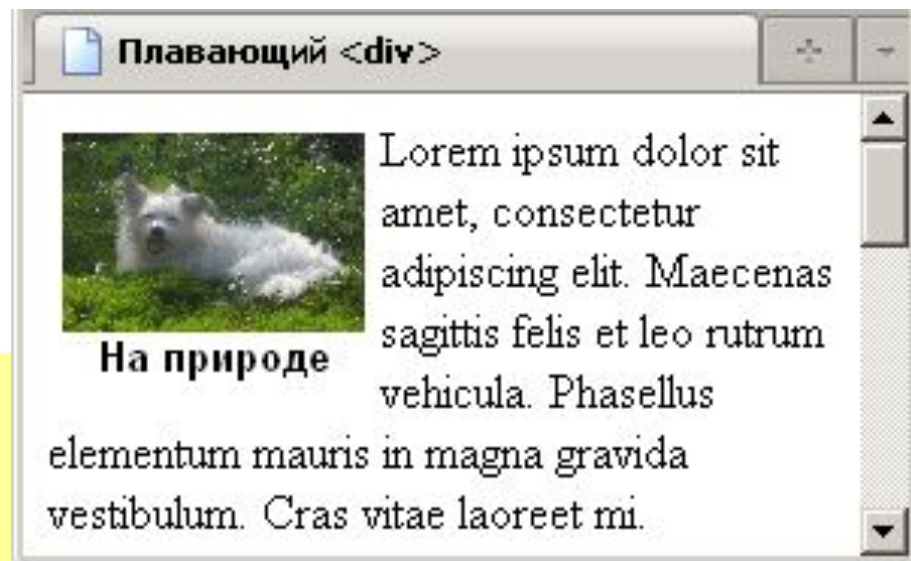 Плавающий <div>
Lorem ipsum dolor sit
amet, consectetur
adipiscing elit. Maecenas
sagittis felis et leo rutrum
vehicula. Phasellus
На природе
elementum mauris in magna gravida
vestibulum. Cras vitae laoreet mi.